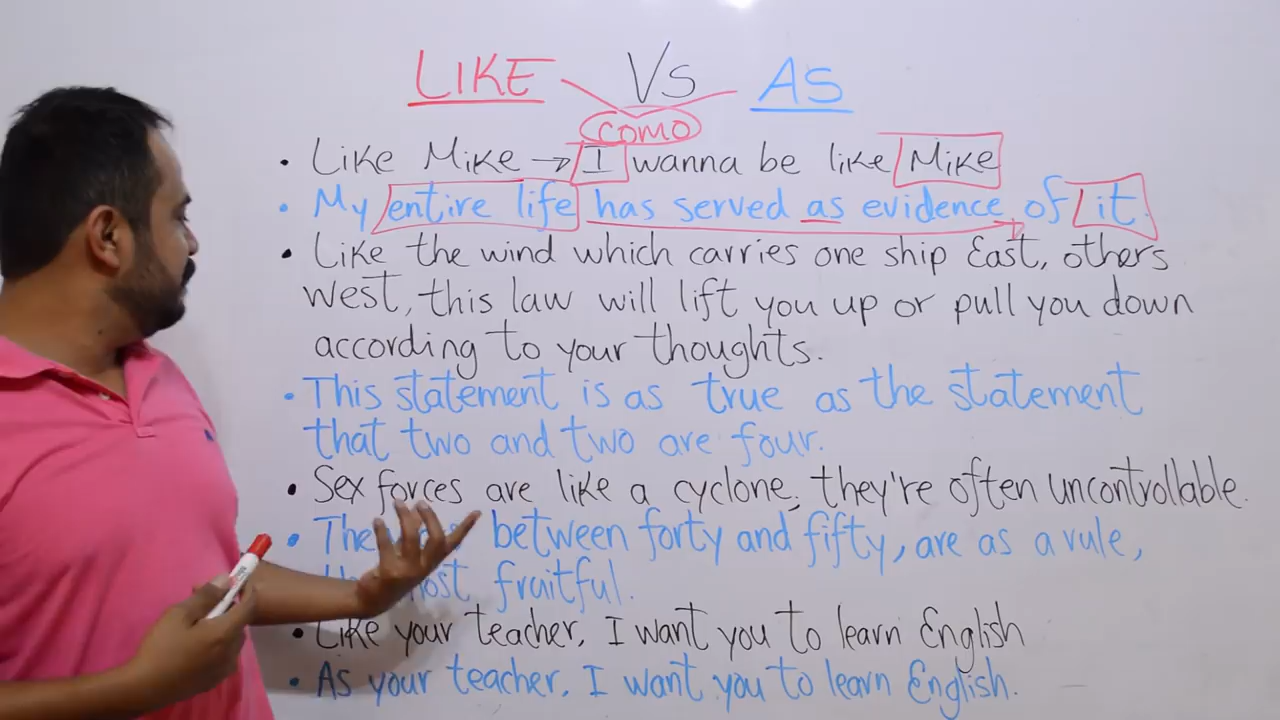 LIKE Vs AS
como
• Like Mike → I wanna be like Mike
• My entire life has served as evidence of it.
• Like the wind which carries one ship East, others
West, this law will lift you up or pull you down
according to your thoughts.
• This statement is as true as the statement
that two and two are four.
• Sex forces are like a cyclone, they're often uncontrollable.
• The between forty and fifty, are as a rule,
fruitful.
• Like your teacher, I want you to learn English
• As your teacher, I want you to learn English.